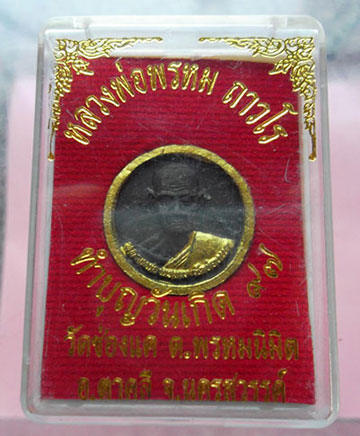 หลวงพ่อพรหม ถาวโร
ทำบุญวันเกิด ๙๗
วัดช่องแค ต.พรหมนิมิต
อ.ตาคลี จ.นครสวรรค์